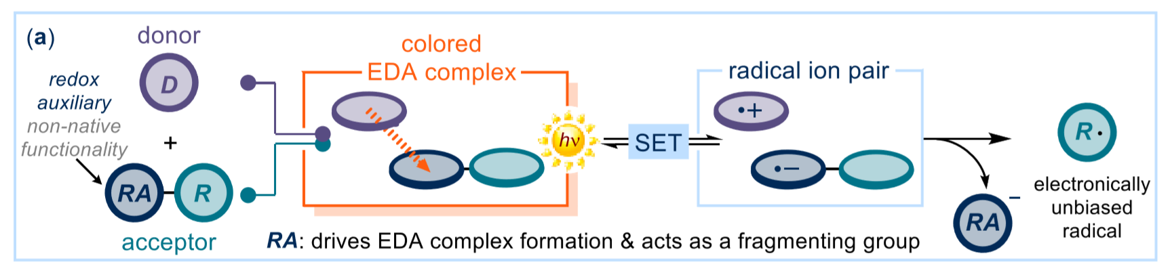 (a)
donor
D
redox
auxiliary
non-native
functionality
+
RA
R
acceptor
colored
EDA complex
hν
SET
radical ion pair
•+
•−
R•
RA
−
electronically
unbiased
radical
RA: drives EDA complex formation & acts as a fragmenting group